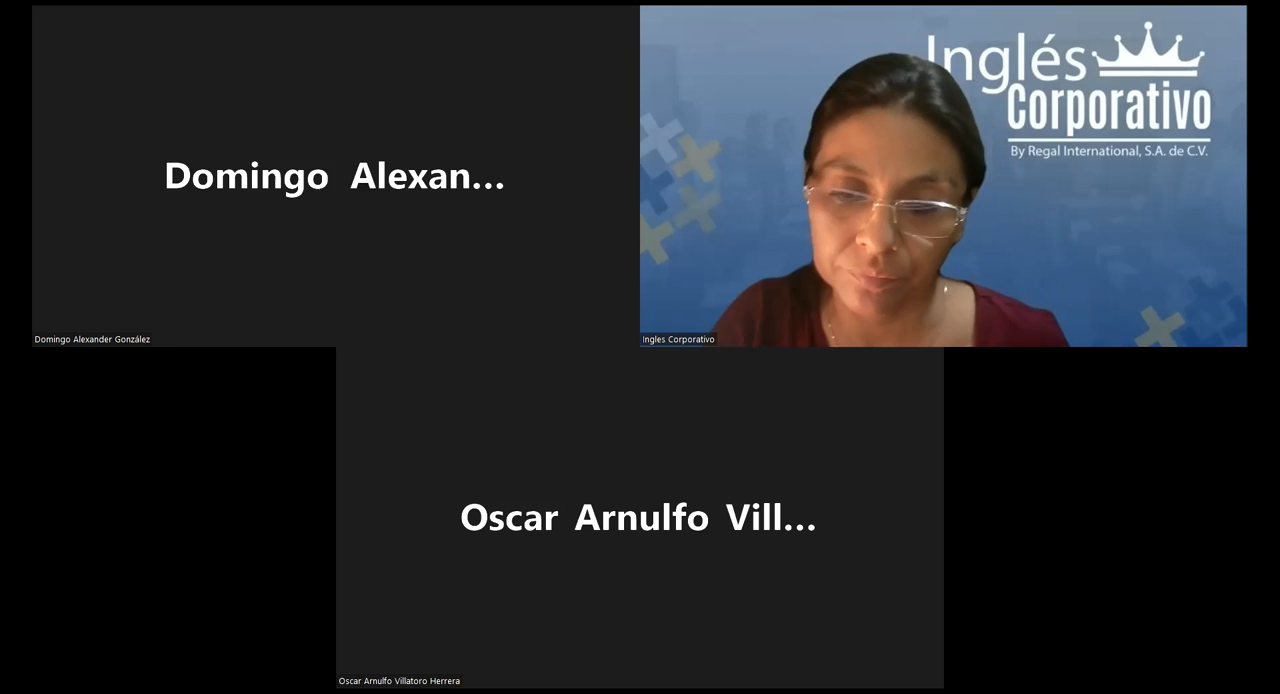 Domingo Alexan...
Domingo Alexander González
Inglés
Corporativo
By Regal International, S.A. de C.V.
Ingles Corporativo
Oscar Arnulfo Vill...
Oscar Arnulfo Villatoro Herrera